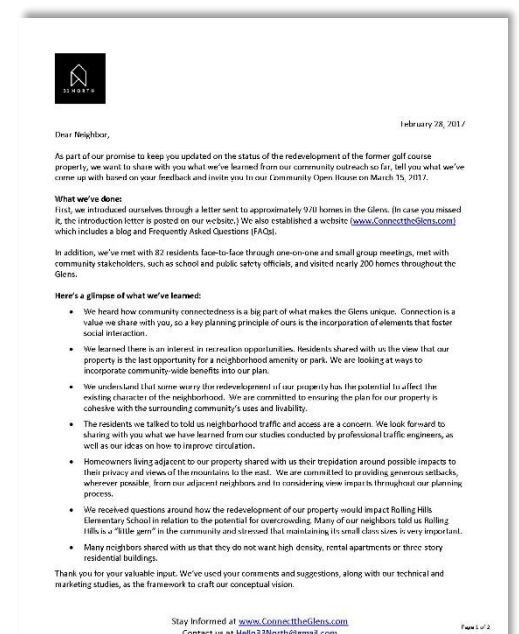 33 NORTH
February 28, 2017
Dear Neighbor,
As part of our promise to keep you updated on the status of the redevelopment of the former golf course
property, we want to share with you what we've learned from our community outreach so far, tell you what we've
come up with based on your feedback and invite you to our Community Open House on March 15, 2017.
What we've done:
First, we introduced ourselves through a letter sent to approximately 970 homes in the Glens. (In case you missed
it, the introduction letter is posted on our website.) We also established a website (www.ConnecttheGlens.com)
which includes a blog and Frequently Asked Questions (FAQs).
In addition, we've met with 82 residents face-to-face through one-on-one and small group meetings, met with
community stakeholders, such as school and public safety officials, and visited nearly 200 homes throughout the
Glens.
Here's a glimpse of what we've learned:
• We heard how community connectedness is a big part of what makes the Glens unique. Connection is a
value we share with you, so a key planning principle of ours is the incorporation of elements that foster
social interaction.
• We learned there is an interest in recreation opportunities. Residents shared with us the view that our
property is the last opportunity for a neighborhood amenity or park. We are looking at ways to
incorporate community-wide benefits into our plan.
• We understand that some worry the redevelopment of our property has the potential to affect the
existing character of the neighborhood. We are committed to ensuring the plan for our property is
cohesive with the surrounding community's uses and livability.
• The residents we talked to told us neighborhood traffic and access are a concern. We look forward to
sharing with you what we have learned from our studies conducted by professional traffic engineers, as
well as our ideas on how to improve circulation.
• Homeowners living adjacent to our property shared with us their trepidation around possible impacts to
their privacy and views of the mountains to the east. We are committed to providing generous setbacks,
wherever possible, from our adjacent neighbors and to considering view impacts throughout our planning
process.
• We received questions around how the redevelopment of our property would impact Rolling Hills
Elementary School in relation to the potential for overcrowding. Many of our neighbors told us Rolling
Hills is a "little gem" in the community and stressed that maintaining its small class sizes is very important.
• Many neighbors shared with us that they do not want high density, rental apartments or three story
residential buildings.
Thank you for your valuable input. We've used your comments and suggestions, along with our technical and
marketing studies, as the framework to craft our conceptual vision.
Stay Informed at www.ConnecttheGlens.com
Contact us at Hello33North@gmail.com
Page 1 of 2